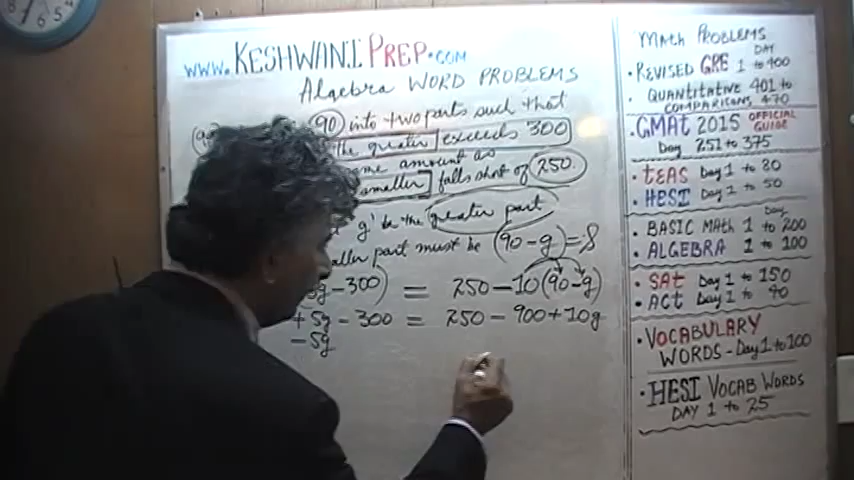 WWW.KESHWANI PREP.COM
Algebra WORD PROBLEMS
90 into two parts such that
the greater exceeds 300
same amount as
smaller falls short of 250.
g' be the greater part
smaller part must be (90-g)=
g-300) = 250-10(90-g)
+5g-300 = 250-900+10g
-5g
MATH PROBLEMS
• REVISED GRE DAY 1 to 400
• QUANTITATIVE 401 to
COMPARISONS 470
• GMAT 2015 OFFICIAL GUIDE
Day 251 to 375
• TEAS Day 1 to 80
• HESI Day 1 to 50
• BASIC MATH Day 1 to 200
• ALGEBRA 1 to 100
• SAT Day 1 to 150
• ACT Day 1 to 40
• VOCABULARY
WORDS - Day 1 to 100
• HESI VOCAB WORDS
DAY 1 to 25